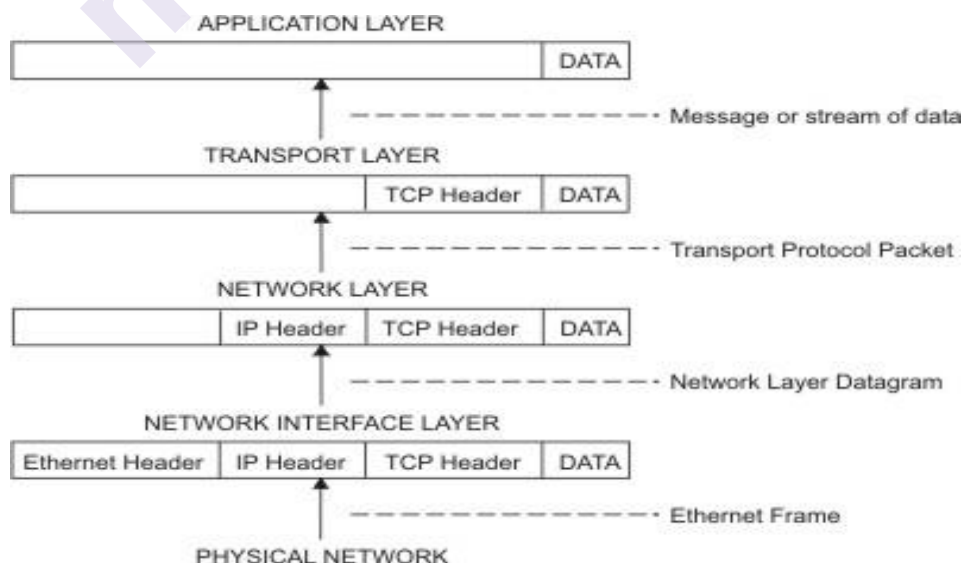 APPLICATION LAYER
DATA
Message or stream of data
TRANSPORT LAYER
TCP Header DATA
Transport Protocol Packet
NETWORK LAYER
IP Header TCP Header DATA
Network Layer Datagram
NETWORK INTERFACE LAYER
Ethernet Header IP Header TCP Header DATA
Ethernet Frame
PHYSICAL NETWORK